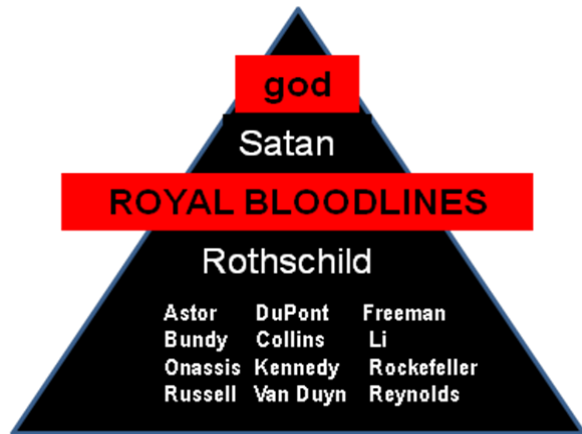 god
Satan
ROYAL BLOODLINES
Rothschild
Astor DuPont Freeman
Bundy Collins Li
Onassis Kennedy Rockefeller
Russell Van Duyn Reynolds